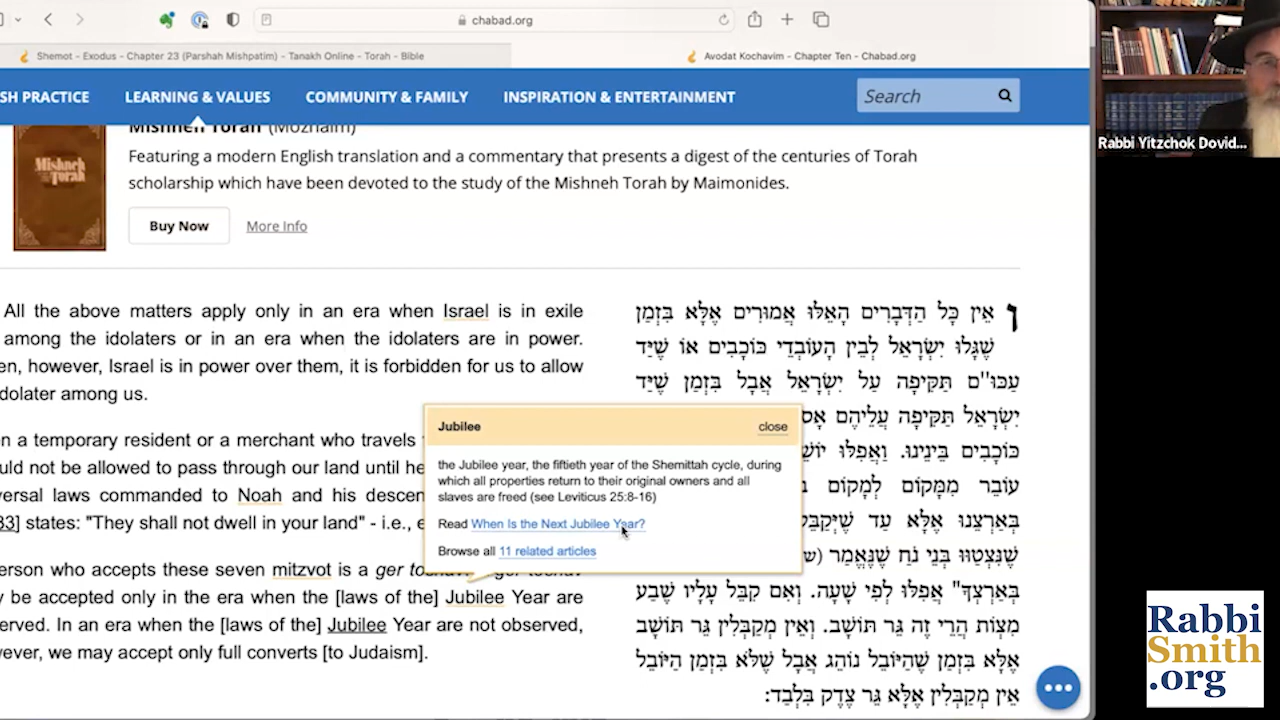 chabad.org
Shemot - Exodus - Chapter 23 (Parshah Mishpatim) - Tanakh Online - Torah - Bible
Avodat Kochavim - Chapter Ten - Chabad.org
SH PRACTICE
LEARNING & VALUES
COMMUNITY & FAMILY
INSPIRATION & ENTERTAINMENT
Search
Rabbi Yitzchok Dovid...
Mishneh Torah (Moznaim)
Mishneh
Torah
Featuring a modern English translation and a commentary that presents a digest of the centuries of Torah
scholarship which have been devoted to the study of the Mishneh Torah by Maimonides.
Buy Now
More Info
All the above matters apply only in an era when Israel is in exile
among the idolaters or in an era when the idolaters are in power.
en, however, Israel is in power over them, it is forbidden for us to allow
dolater among us.
n a temporary resident or a merchant who travels
uld not be allowed to pass through our land until he
versal laws commanded to Noah and his descen
33] states: "They shall not dwell in your land" - i.e., e
erson who accepts these seven mitzvot is a ger
be accepted only in the era when the [laws of the] Jubilee Year are
erved. In an era when the [laws of the] Jubilee Year are not observed,
wever, we may accept only full converts [to Judaism].
Jubilee
close
the Jubilee year, the fiftieth year of the Shemittah cycle, during
which all properties return to their original owners and all
slaves are freed (see Leviticus 25:8-16)
Read When Is the Next Jubilee Year?
Browse all 11 related articles
ו אֵין כָּל הַדְּבָרִים הָאֵלּוּ אֲמוּרִים אֶלָּא בִּזְמַן
שֶׁגָּלוּ יִשְׂרָאֵל לְבֵין הָעוֹבְדֵי כּוֹכָבִים אוֹ שֶׁיַּד
עַכּוּ"ם תַּקִּיפָה עַל יִשְׂרָאֵל אֲבָל בִּזְמַן שֶׁיַּד
יִשְׂרָאֵל תַּקִּיפָה עֲלֵיהֶם אָס
כּוֹכָבִים בֵּינֵינוּ. וַאֲפִלּוּ יוֹשׁ
עוֹבֵר מִמָּקוֹם לְמָקוֹם בּ
בְּאַרְצֵנוּ אֶלָּא עַד שֶׁיְּקַבֵּל
שֶׁנִּצְטַוּוּ בְּנֵי נֹחַ שֶׁנֶּאֱמַר (ש
בְּאַרְצְךָ" אֲפִלּוּ לְפִי שָׁעָה. וְאִם קִבֵּל עָלָיו שֶׁבַע
מִצְוֹת הֲרֵי זֶה גֵּר תּוֹשָׁב. וְאֵין מְקַבְּלִין גֵּר תּוֹשָׁב
אֶלָּא בִּזְמַן שֶׁהַיּוֹבֵל נוֹהֵג אֲבָל שֶׁלֹּא בִּזְמַן הַיּוֹבֵל
אֵין מְקַבְּלִין אֶלָּא גֵּר צֶדֶק בִּלְבַד:
Rabbi
Smith
.org